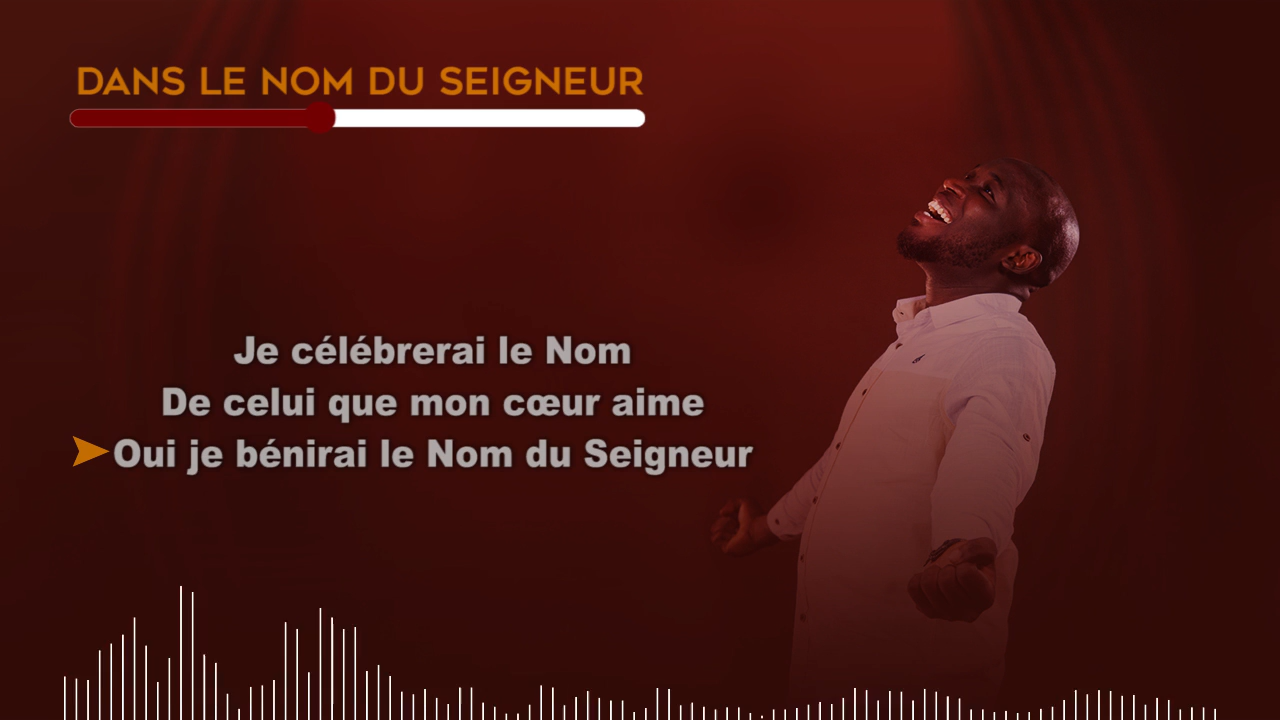 DANS LE NOM DU SEIGNEUR
Je célébrerai le Nom
De celui que mon cœur aime
Oui je bénirai le Nom du Seigneur